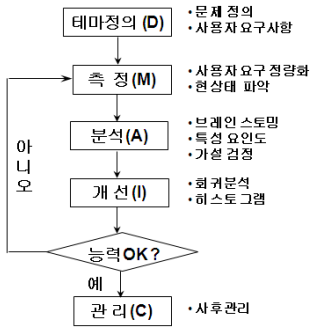 테마정의 (D)
•문제 정의
•사용자 요구사항
측 정(M)
•사용자 요구 정량화
•현상태 파악
분석(A)
•브레인 스토밍
•특성 요인도
•가설 검정
개 선(I)
•회귀분석
•히스토그램
아니오
능력OK?
예
관 리(C)
•사후관리